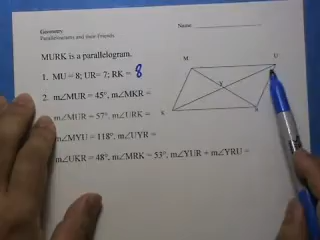 Geometry
Name
Parallelograms and their Friends
MURK is a parallelogram.
1. MU = 8; UR= 7; RK = 8
M
U
Y
K
R
2. m∠MUR = 45°, m∠MKR =
m∠MUR = 57°, m∠URK =
m∠MYU = 118°, m∠UYR =
m∠UKR = 48°, m∠MRK = 53°, m∠YUR + m∠YRU =